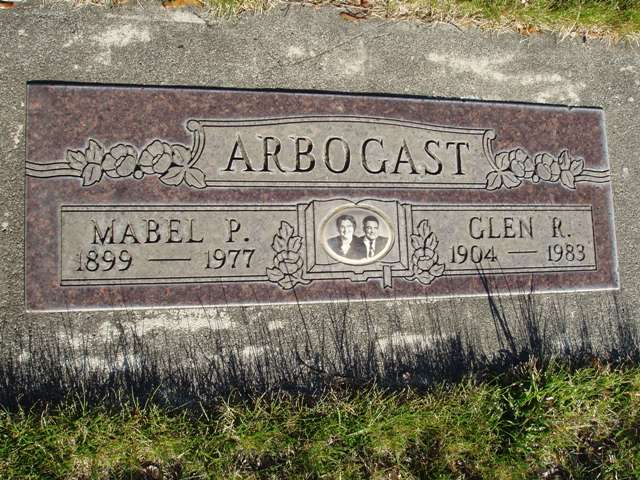 ARBOGAST
MABEL P.
1899 — 1977
GLEN R.
1904 — 1983